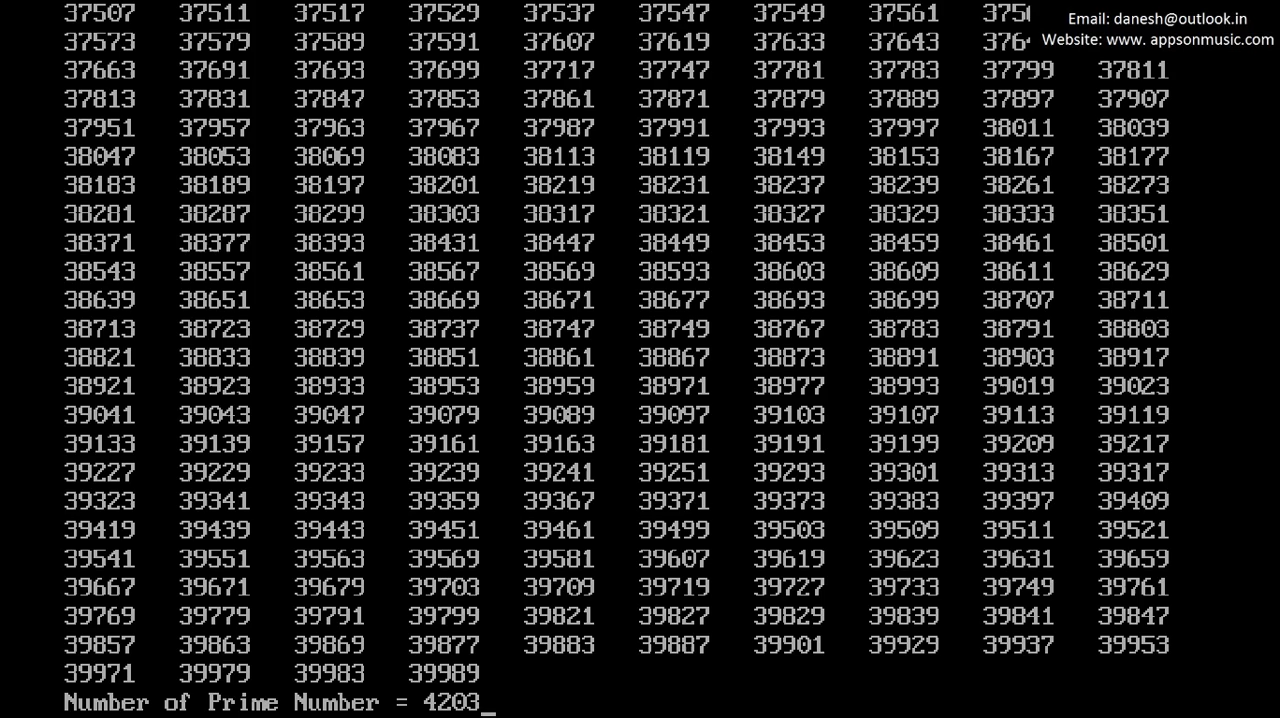 37507 37511 37517 37529 37537 37547 37549 37561
Email: danesh@outlook.in
37573 37579 37589 37591 37607 37619 37633 37643
Website: www. appsonmusic.com
37663 37691 37693 37699 37717 37747 37781 37783 37799 37811
37813 37831 37847 37853 37861 37871 37879 37889 37897 37907
37951 37957 37963 37967 37987 37991 37993 37997 38011 38039
38047 38053 38069 38083 38113 38119 38149 38153 38167 38177
38183 38189 38197 38201 38219 38231 38237 38239 38261 38273
38281 38287 38299 38303 38317 38321 38327 38329 38333 38351
38371 38377 38393 38431 38447 38449 38453 38459 38461 38501
38543 38557 38561 38567 38569 38593 38603 38609 38611 38629
38639 38651 38653 38669 38671 38677 38693 38699 38707 38711
38713 38723 38729 38737 38747 38749 38767 38783 38791 38803
38821 38833 38839 38851 38861 38867 38873 38891 38903 38917
38921 38923 38933 38953 38959 38971 38977 38993 39019 39023
39041 39043 39047 39079 39089 39097 39103 39107 39113 39119
39133 39139 39157 39161 39163 39181 39191 39199 39209 39217
39227 39229 39233 39239 39241 39251 39293 39301 39313 39317
39323 39341 39343 39359 39367 39371 39373 39383 39397 39409
39419 39439 39443 39451 39461 39499 39503 39509 39511 39521
39541 39551 39563 39569 39581 39607 39619 39623 39631 39659
39667 39671 39679 39703 39709 39719 39727 39733 39749 39761
39769 39779 39791 39799 39821 39827 39829 39839 39841 39847
39857 39863 39869 39877 39883 39887 39901 39929 39937 39953
39971 39979 39983 39989
Number of Prime Number = 4203_